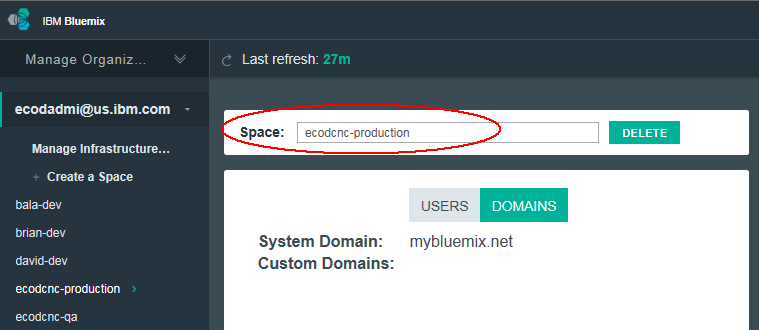 IBM Bluemix
Manage Organiz...
Last refresh: 27m
ecodadmi@us.ibm.com
Manage Infrastructure...
+ Create a Space
bala-dev
brian-dev
david-dev
ecodcnc-production >
ecodcnc-qa
Space: ecodcnc-production DELETE
USERS DOMAINS
System Domain: mybluemix.net
Custom Domains: